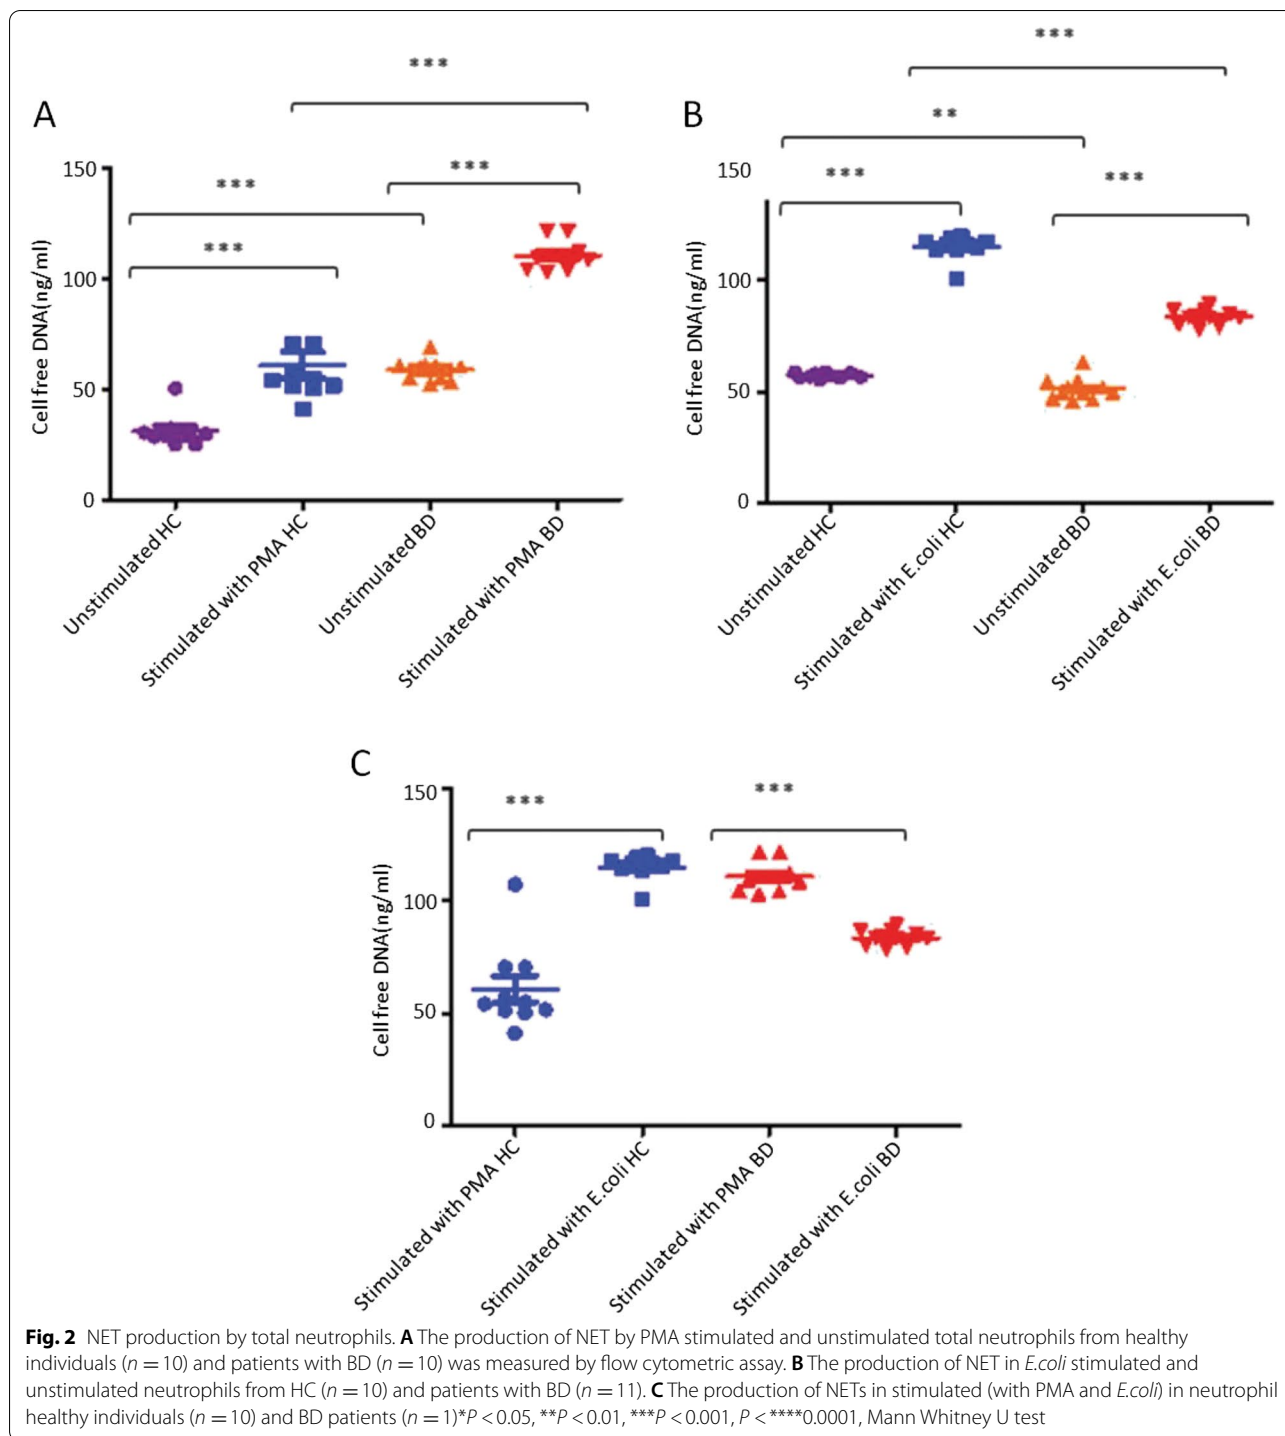 A
***
***
***
***
Cell free DNA(ng/ml)
150
100
50
0
Unstimulated HC
Stimulated with PMA HC
Unstimulated BD
Stimulated with PMA BD
B
***
**
***
***
Cell free DNA(ng/ml)
150
100
50
0
Unstimulated HC
Stimulated with E.coli HC
Unstimulated BD
Stimulated with E.coli BD
C
***
***
Cell free DNA(ng/ml)
150
100
50
0
Stimulated with PMA HC
Stimulated with E.coli HC
Stimulated with PMA BD
Stimulated with E.coli BD
Fig. 2 NET production by total neutrophils. A The production of NET by PMA stimulated and unstimulated total neutrophils from healthy
individuals (n = 10) and patients with BD (n = 10) was measured by flow cytometric assay. B The production of NET in E.coli stimulated and
unstimulated neutrophils from HC (n = 10) and patients with BD (n = 11). C The production of NETs in stimulated (with PMA and E.coli) in neutrophil
healthy individuals (n = 10) and BD patients (n = 1)*P < 0.05, **P < 0.01, ***P < 0.001, P < ****0.0001, Mann Whitney U test